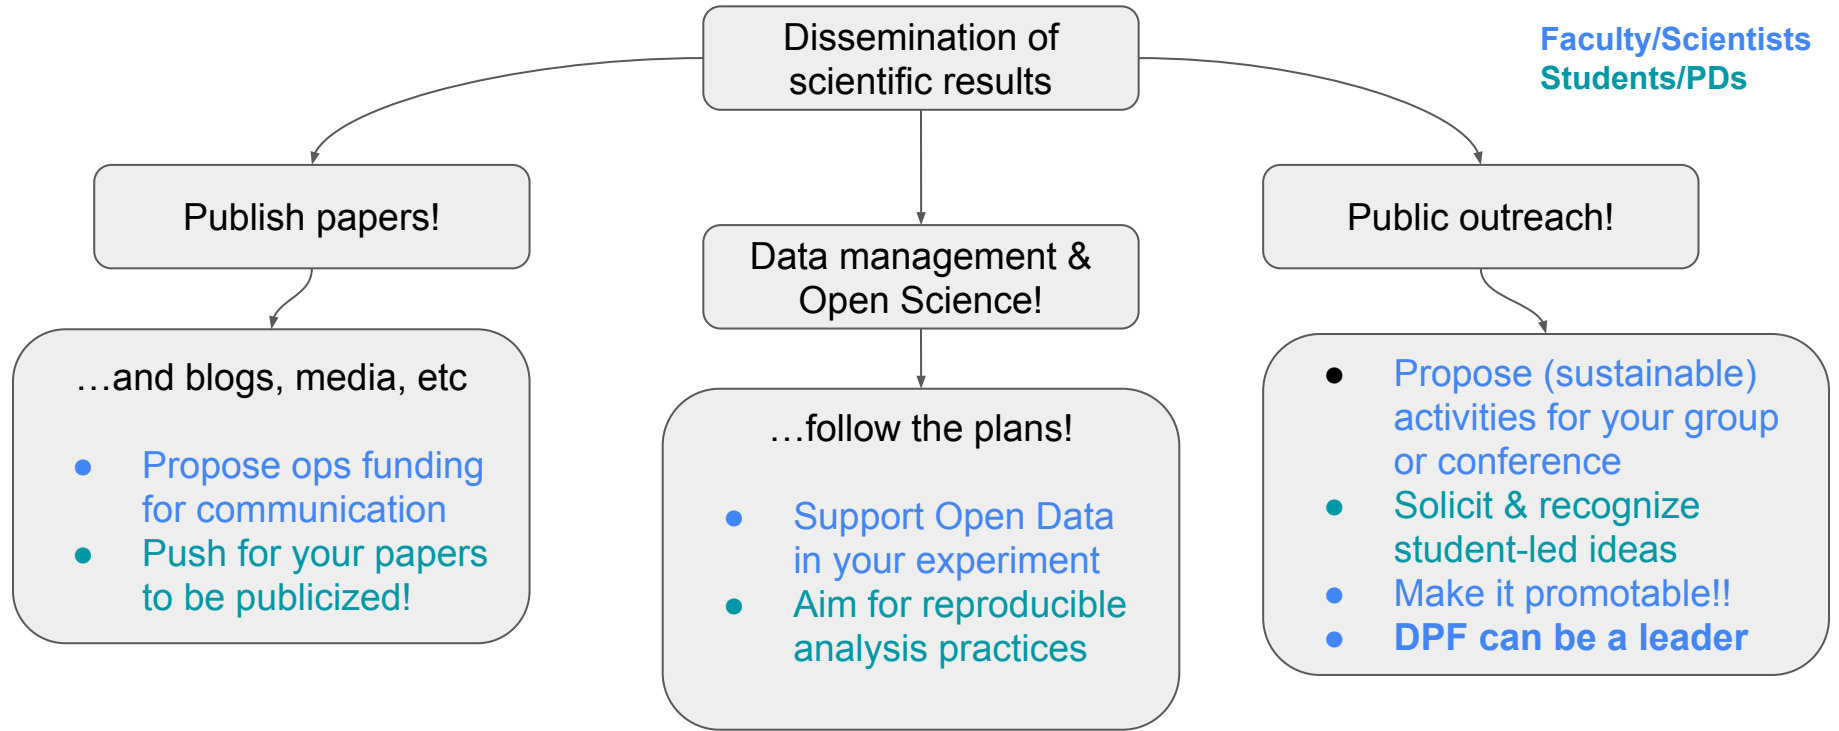 Dissemination of
scientific results
Faculty/Scientists
Students/PDs
Publish papers!
Data management &
Open Science!
Public outreach!
…and blogs, media, etc
● Propose ops funding
for communication
● Push for your papers
to be publicized!
…follow the plans!
● Support Open Data
in your experiment
● Aim for reproducible
analysis practices
● Propose (sustainable)
activities for your group
or conference
● Solicit & recognize
student-led ideas
● Make it promotable!!
● DPF can be a leader